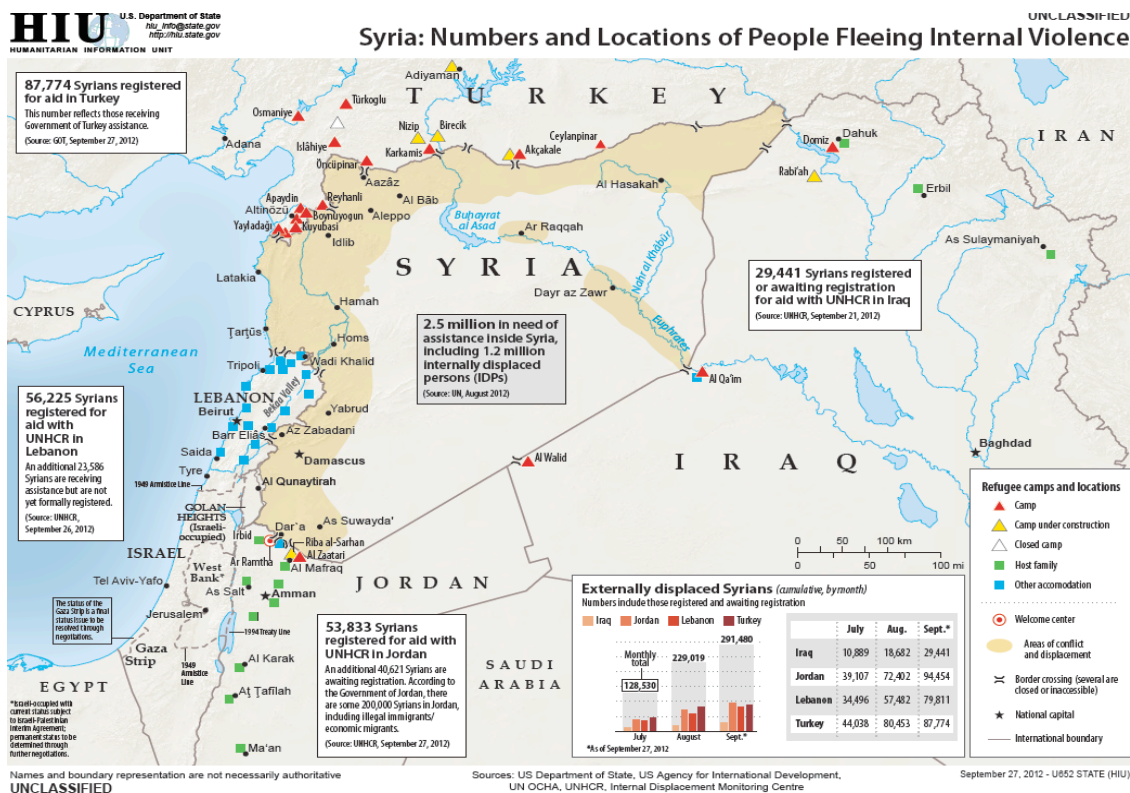 HIU
HUMANITARIAN INFORMATION UNIT
U.S. Department of State
hiu_info@state.gov
http://hiu.state.gov
UNCLASSIFIED
Syria: Numbers and Locations of People Fleeing Internal Violence
87,774 Syrians registered
for aid in Turkey
This number reflects those receiving
Government of Turkey assistance.
(Source: GOT, September 27, 2012)
Adiyaman
TURKEY
Türkoglu
Osmaniye
Adana
Islâhiye
Nizip
Birecik
Karkamis
Akçakale
Ceylanpinar
Öncüpinar
Aazâz
Al Bāb
Aleppo
Apaydin
Reyhanli
Altinözü
Boynuyogun
Yayladaği
Kuyubasi
Idlib
Al Hasakah
Domiz
Dahuk
Rabi'ah
Erbil
As Sulaymaniyah
IRAN
Buhayrat
al Asad
Ar Raqqah
Nahr al Khābūr
SYRIA
Dayr az Zawr
Euphrates
Latakia
Hamah
Homs
Ţarţūs
Tripoli
Wadi Khalid
CYPRUS
Mediterranean
Sea
29,441 Syrians registered
or awaiting registration
for aid with UNHCR in Iraq
(Source: UNHCR, September 21, 2012)
2.5 million in need of
assistance inside Syria,
including 1.2 million
internally displaced
persons (IDPs)
(Source: UN, August 2012)
56,225 Syrians
registered for
aid with
UNHCR in
Lebanon
An additional 23,586
Syrians are receiving
assistance but are not
yet formally registered.
(Source: UNHCR,
September 26, 2012)
LEBANON
Beirut
Bekaa Valley
Yabrud
Barr Eliâs
Az Zabadani
Saida
Damascus
Tyre
1949 Armistice Line
Al Qunaytirah
GOLAN
HEIGHTS
(Israeli-
occupied)
Al Qa'im
Al Walid
IRAQ
Baghdad
As Suwayda'
Dar'a
Irbid
Riba al-Sarhan
Al Zaatari
Ar Ramtha
Al Mafraq
ISRAEL
West
Bank*
Tel Aviv-Yafo
As Salt
Amman
JORDAN
Jerusalem
The status of the
Gaza Strip is a final
status issue to be
resolved through
negotiations.
1994 Treaty Line
Gaza
Strip
1949
Armistice
Line
Al Karak
EGYPT
Aţ Ţafīlah
Ma'an
SAUDI
ARABIA
*Israeli-occupied with
current status subject
to Israeli-Palestinian
Interim Agreement;
permanent status to be
determined through
further negotiations.
53,833 Syrians
registered for aid with
UNHCR in Jordan
An additional 40,621 Syrians are
awaiting registration. According to
the Government of Jordan, there
are some 200,000 Syrians in Jordan,
including illegal immigrants/
economic migrants.
(Source: UNHCR, September 27, 2012)
0 50 100 km
0 50 100 mi
Externally displaced Syrians (cumulative, by month)
Numbers include those registered and awaiting registration
Iraq Jordan Lebanon Turkey
Monthly
total
128,530
229,019
291,480
July August Sept.*
*As of September 27, 2012
July Aug. Sept.*
Iraq 10,889 18,682 29,441
Jordan 39,107 72,402 94,454
Lebanon 34,496 57,482 79,811
Turkey 44,038 80,453 87,774
Refugee camps and locations
Camp
Camp under construction
Closed camp
Host family
Other accomodation
Welcome center
Areas of conflict
and displacement
Border crossing (several are
closed or inaccessible)
National capital
International boundary
Names and boundary representation are not necessarily authoritative
UNCLASSIFIED
Sources: US Department of State, US Agency for International Development,
UN OCHA, UNHCR, Internal Displacement Monitoring Centre
September 27, 2012 - U652 STATE (HIU)